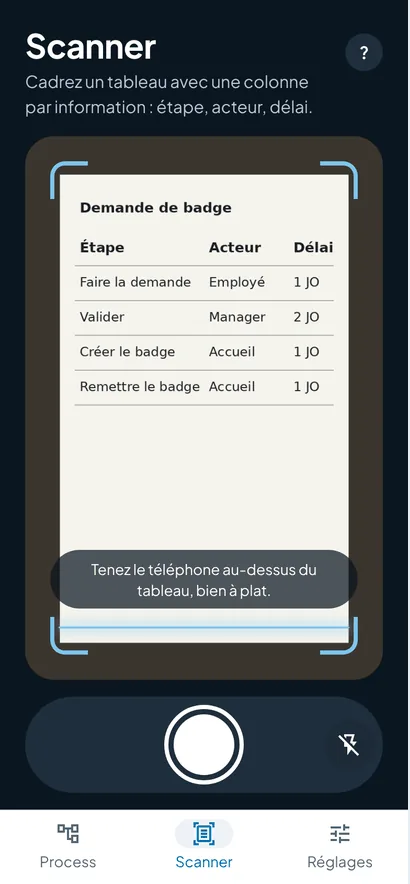 Scanner
?
Cadrez un tableau avec une colonne
par information : étape, acteur, délai.
Demande de badge
Étape Acteur Délai
Faire la demande Employé 1 JO
Valider Manager 2 JO
Créer le badge Accueil 1 JO
Remettre le badge Accueil 1 JO
Tenez le téléphone au-dessus du
tableau, bien à plat.
Process Scanner Réglages